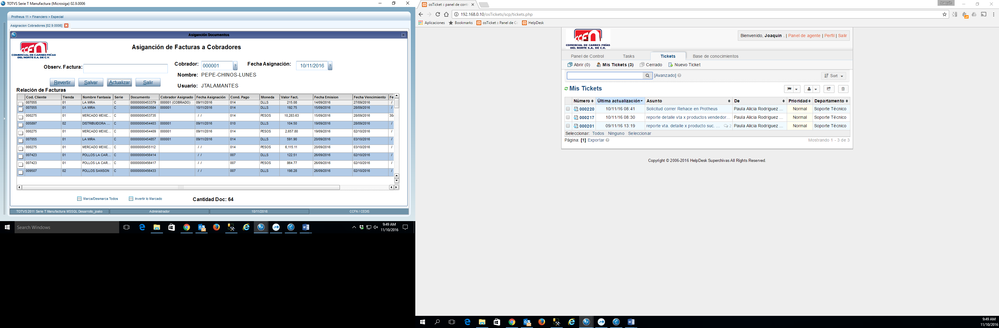 TOTVS Serie T Manufactura (Microsiga) 02.9.0006
Protheus 11 > Financiero > Especial
Asignacion Cobradores [02.9.0006]
Asigancíón Documentos
CCFN
COMERCIAL DE CARNES FRÍAS
DEL NORTE S.A. DE C.V.
Asigancíón de Facturas a Cobradores
Observ. Factura:
Cobrador: 000001 ? Fecha Asignación: 10/11/2016 ?
Nombre: PEPE-CHINOS-LUNES
Revertir Salvar Actualizar Salir
Usuario: JTALAMANTES
Relación de Facturas
Cod. Cliente Tienda Nombre Fantasia Serie Documento Cobrador Asignado Fecha Asignación Cond. Pago Moneda Valor Fact. Fecha Emision Fecha Vencimiento Fe
007055 01 LA MIRA C 00000000453379 000001 (COBRADO) 09/11/2016 014 DLLS 215.08 14/09/2016 27/09/2016 /
007055 01 LA MIRA C 00000000453584 000001 10/11/2016 014 DLLS 192.75 15/09/2016 28/09/2016 /
000275 01 MERCADO MEXIC... C 00000000453735 / / 014 PESOS 10,283.63 15/09/2016 28/09/2016 30/
005897 02 DISTRIBUIDORA ... C 00000000454403 000001 09/11/2016 010 DLLS 104.50 19/09/2016 28/09/2016 /
000275 01 MERCADO MEXIC... C 00000000454409 000001 09/11/2016 014 PESOS 2,657.80 19/09/2016 02/10/2016 /
007055 01 LA MIRA C 00000000454857 000001 09/11/2016 014 DLLS 591.90 20/09/2016 03/10/2016 /
000275 01 MERCADO MEXIC... C 00000000455112 / / 014 PESOS 6,115.11 20/09/2016 03/10/2016 /
007423 01 POLLOS LA CAR... C 00000000456414 / / 007 DLLS 122.51 26/09/2016 02/10/2016 /
007423 01 POLLOS LA CAR... C 00000000456417 / / 007 PESOS 864.77 26/09/2016 02/10/2016 /
009507 02 POLLOS SANSON C 00000000456433 / / 007 DLLS 198.28 26/09/2016 02/10/2016 /
Marca/Desmarca Todos Invertir lo Marcado Cantidad Doc: 64
TOTVS 2011 Serie T Manufactura MSSQL Desarrollo_joako Administrador 10/11/2016 CCFN / CEDIS
Search Windows
9:49 AM
11/10/2016
osTicket :: panel de contr
Joaquin
192.168.0.10/osTickets/scp/tickets.php
Aplicaciones Bookmarks osTicket :: Panel de Co HelpDesk
CCFN
COMERCIAL DE CARNES FRÍAS
DEL NORTE S.A. DE C.V.
Bienvenido, Joaquin . | Panel de agente | Perfil | Salir
Panel de Control Tasks Tickets Base de conocimientos
Abrir (0) Mis Tickets (3) Cerrado Nuevo Ticket
[Avanzado] Sort
Mis Tickets
Número Última actualización Asunto De Prioridad Departamento
000220 10/11/16 08:41 Solicitud correr Rehace en Protheus Paula Alicia Rodriguez ... Normal Soporte Técnico
000217 10/11/16 08:30 reporte detalle vta x productos vendedor... Paula Alicia Rodriguez ... Normal Soporte Técnico
000201 09/11/16 13:19 reporte vta. detalle x producto suc. ... 2 Paula Alicia Rodriguez ... Normal Soporte Técnico
Seleccionar: Todos Ninguno Seleccionar
Página: [1] Exportar Mostrando 1 - 3 de 3
Copyright © 2006-2016 HelpDesk Superchivas All Rights Reserved.
9:49 AM
11/10/2016